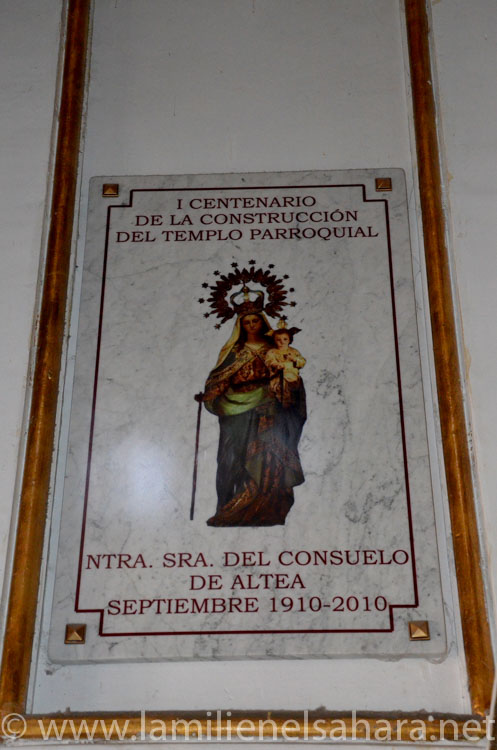 I CENTENARIO
DE LA CONSTRUCCIÓN
DEL TEMPLO PARROQUIAL
NTRA. SRA. DEL CONSUELO
DE ALTEA
SEPTIEMBRE 1910-2010
© www.lamilienelsahara.net